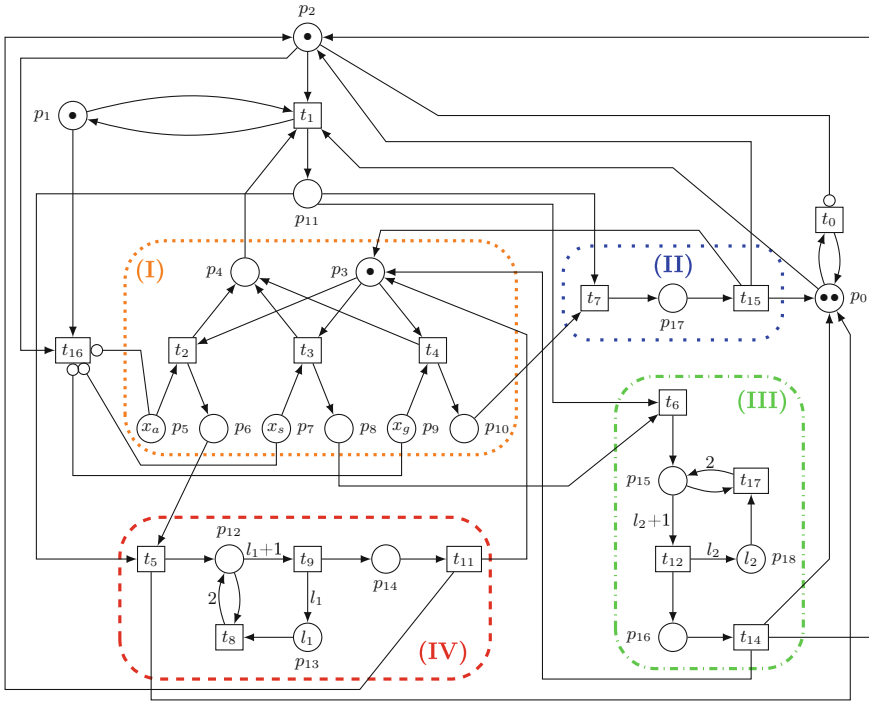 p2
p1
t1
p11
t0
(I)
p4
p3
(II)
t7
p17
t15
p0
t16
t2
t3
t4
xa
p5
p6
xs
p7
p8
xg
p9
p10
(III)
t6
p15
2
t17
l2+1
t12
l2
l2
p18
p16
t14
p12
t5
l1+1
t9
p14
t11
l1
2
t8
l1
p13
(IV)